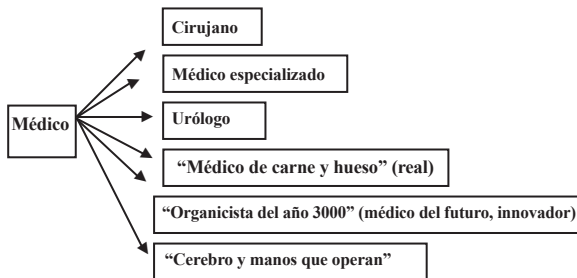 Cirujano
Médico especializado
Médico
Urólogo
“Médico de carne y hueso” (real)
“Organicista del año 3000” (médico del futuro, innovador)
“Cerebro y manos que operan”